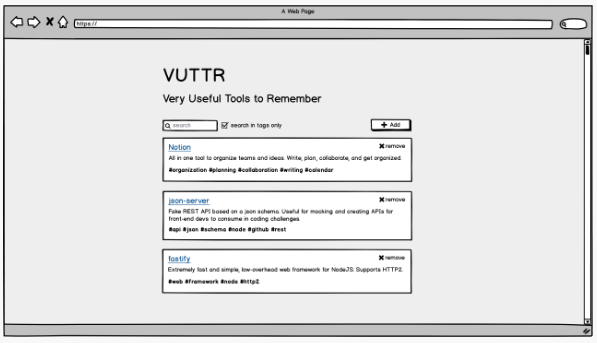 A Web Page
https://
VUTTR
Very Useful Tools to Remember
search
search in tags only
Add
Notion
remove
All in one tool to organize teams and ideas. Write, plan, collaborate, and get organized.
#organization #planning #collaboration #writing #calendar
json-server
remove
Fake REST API based on a json schema. Useful for mocking and creating APIs for
front-end devs to consume in coding challenges.
#api #json #schema #node #github #rest
fastify
remove
Extremely fast and simple, low-overhead web framework for NodeJS. Supports HTTP2.
#web #framework #node #http2